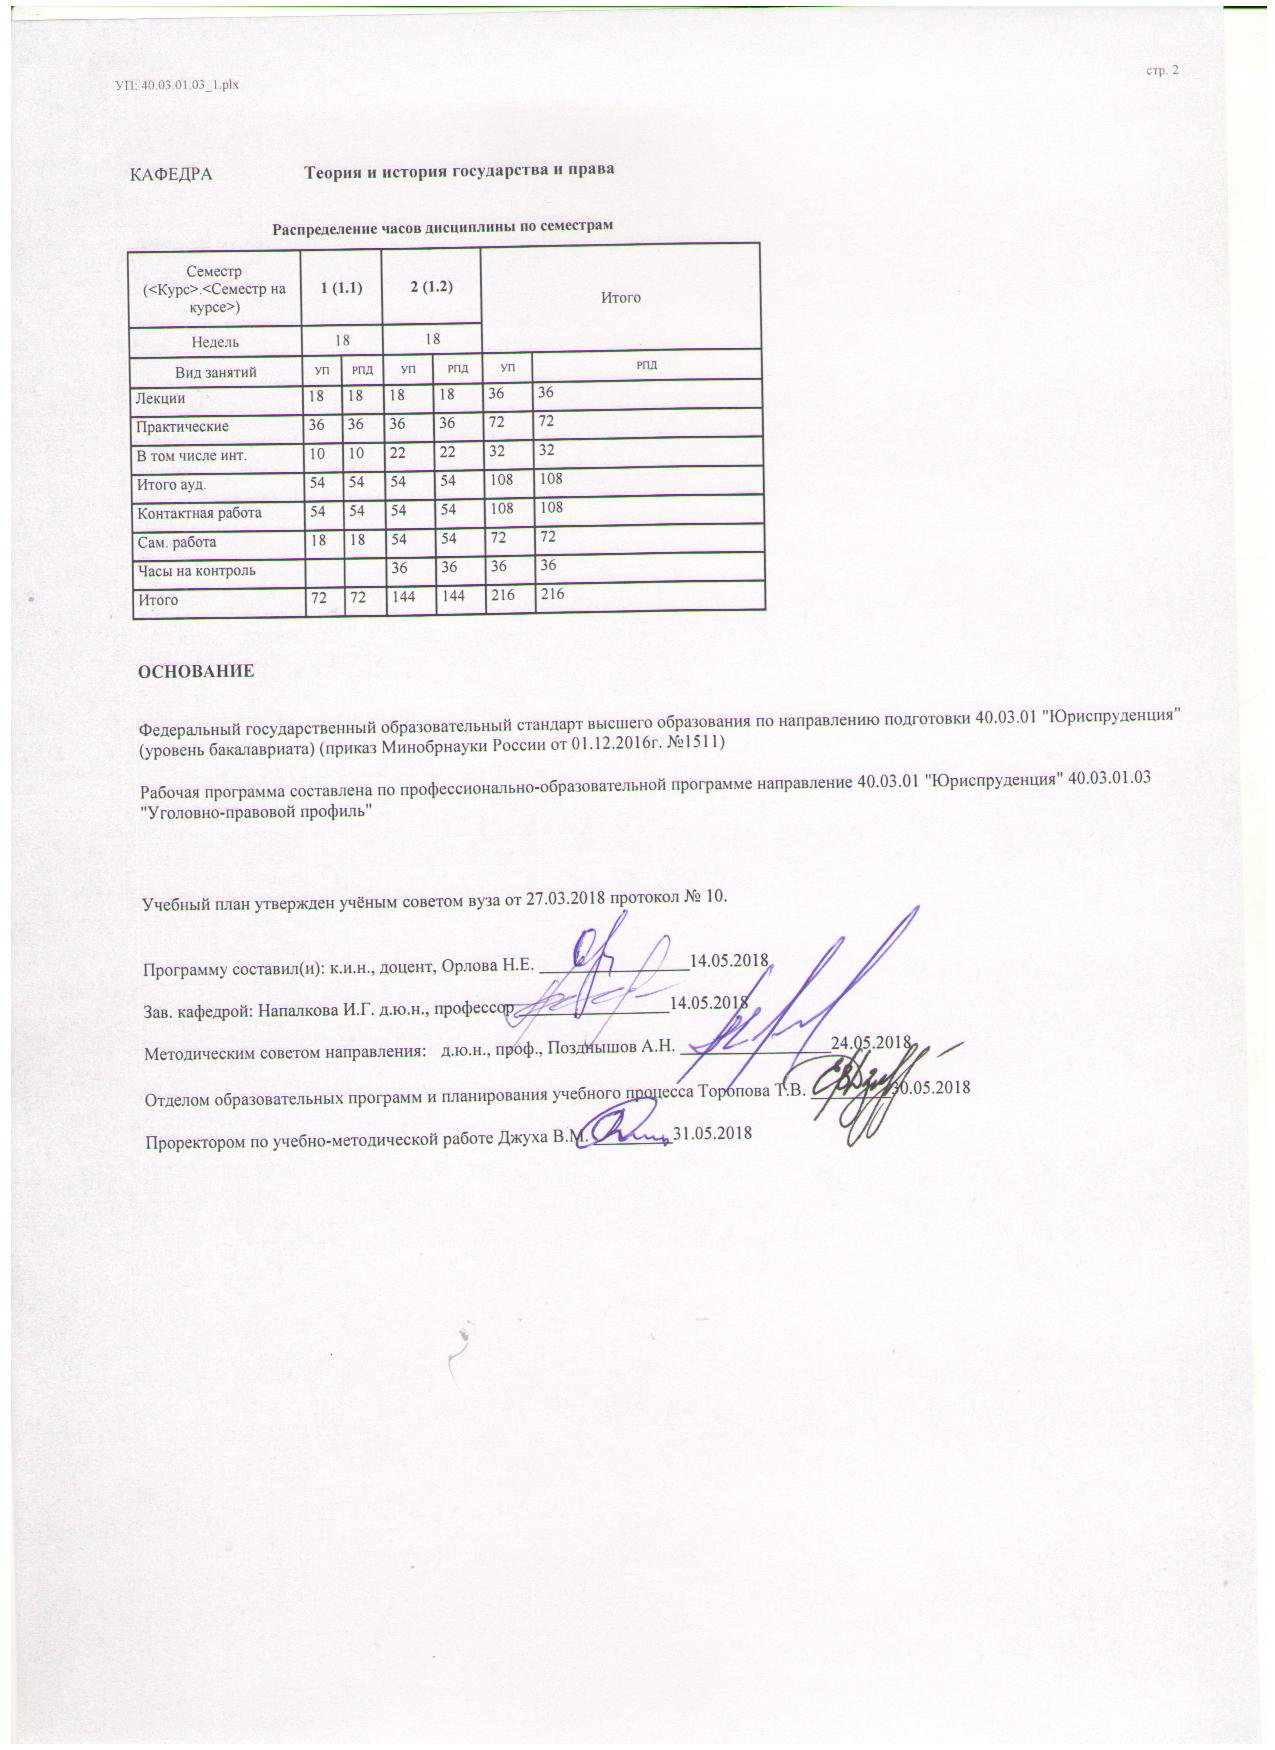 УП: 40.03.01.03_1.plx
стр. 2
КАФЕДРА Теория и история государства и права
Распределение часов дисциплины по семестрам
Семестр (<Курс>.<Семестр на курсе>) 1 (1.1) 2 (1.2) Итого
Недель 18 18
Вид занятий УП РПД УП РПД УП РПД
Лекции 18 18 18 18 36 36
Практические 36 36 36 36 72 72
В том числе инт. 10 10 22 22 32 32
Итого ауд. 54 54 54 54 108 108
Контактная работа 54 54 54 54 108 108
Сам. работа 18 18 54 54 72 72
Часы на контроль 36 36 36 36
Итого 72 72 144 144 216 216
ОСНОВАНИЕ
Федеральный государственный образовательный стандарт высшего образования по направлению подготовки 40.03.01 "Юриспруденция"
(уровень бакалавриата) (приказ Минобрнауки России от 01.12.2016г. №1511)
Рабочая программа составлена по профессионально-образовательной программе направление 40.03.01 "Юриспруденция" 40.03.01.03
"Уголовно-правовой профиль"
Учебный план утвержден учёным советом вуза от 27.03.2018 протокол № 10.
Программу составил(и): к.и.н., доцент, Орлова Н.Е. 14.05.2018
Зав. кафедрой: Напалкова И.Г. д.ю.н., профессор 14.05.2018
Методическим советом направления: д.ю.н., проф., Позднышов А.Н. 24.05.2018
Отделом образовательных программ и планирования учебного процесса Торопова Т.В. 30.05.2018
Проректором по учебно-методической работе Джуха В.М. 31.05.2018